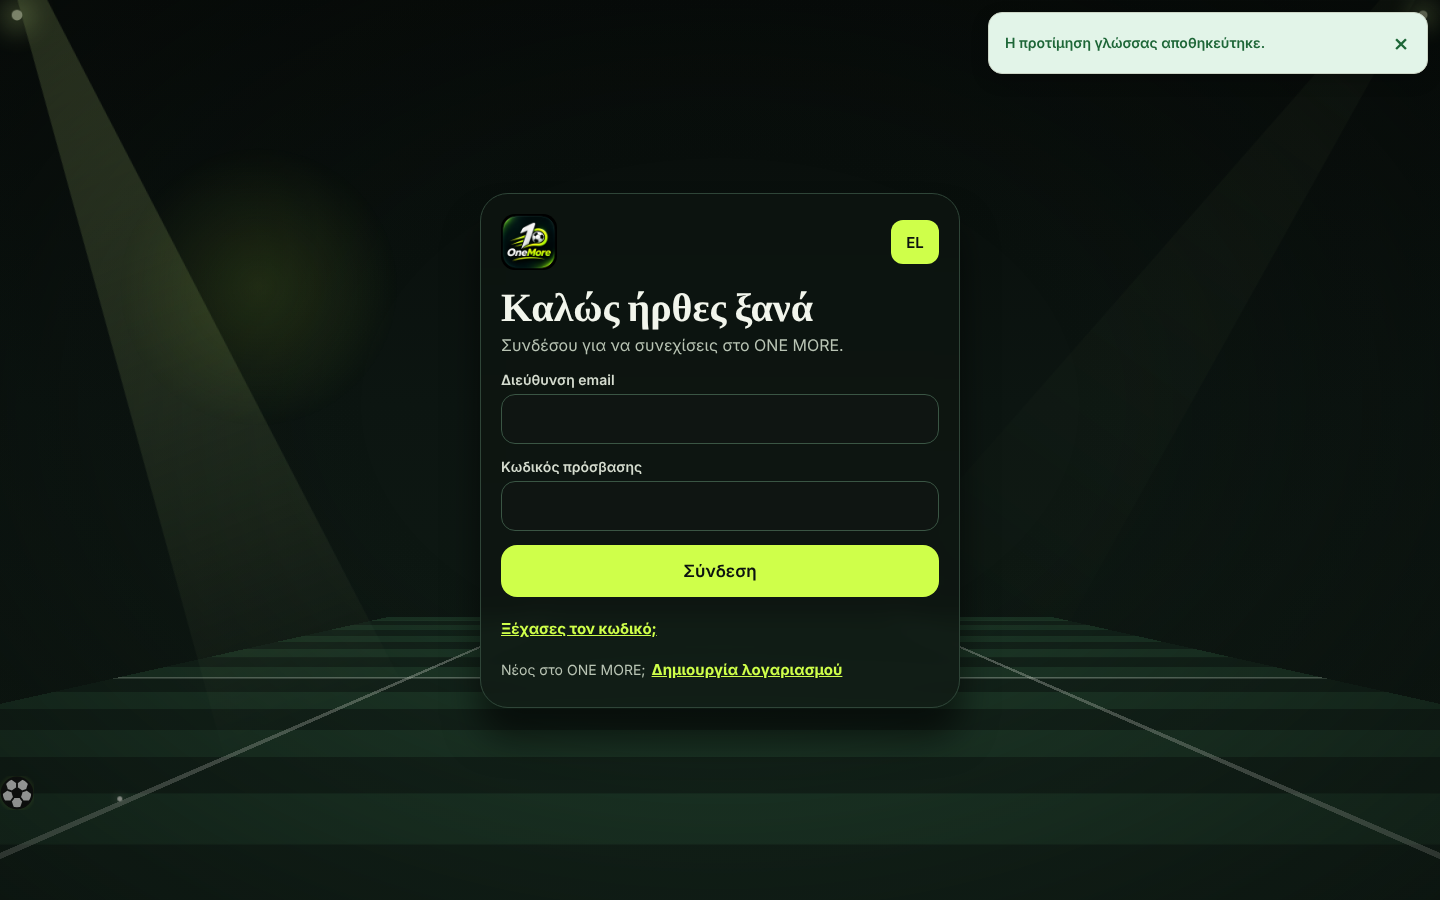 Η προτίμηση γλώσσας αποθηκεύτηκε.
OneMore
EL
Καλώς ήρθες ξανά
Συνδέσου για να συνεχίσεις στο ONE MORE.
Διεύθυνση email
Κωδικός πρόσβασης
Σύνδεση
Ξέχασες τον κωδικό;
Νέος στο ONE MORE; Δημιουργία λογαριασμού